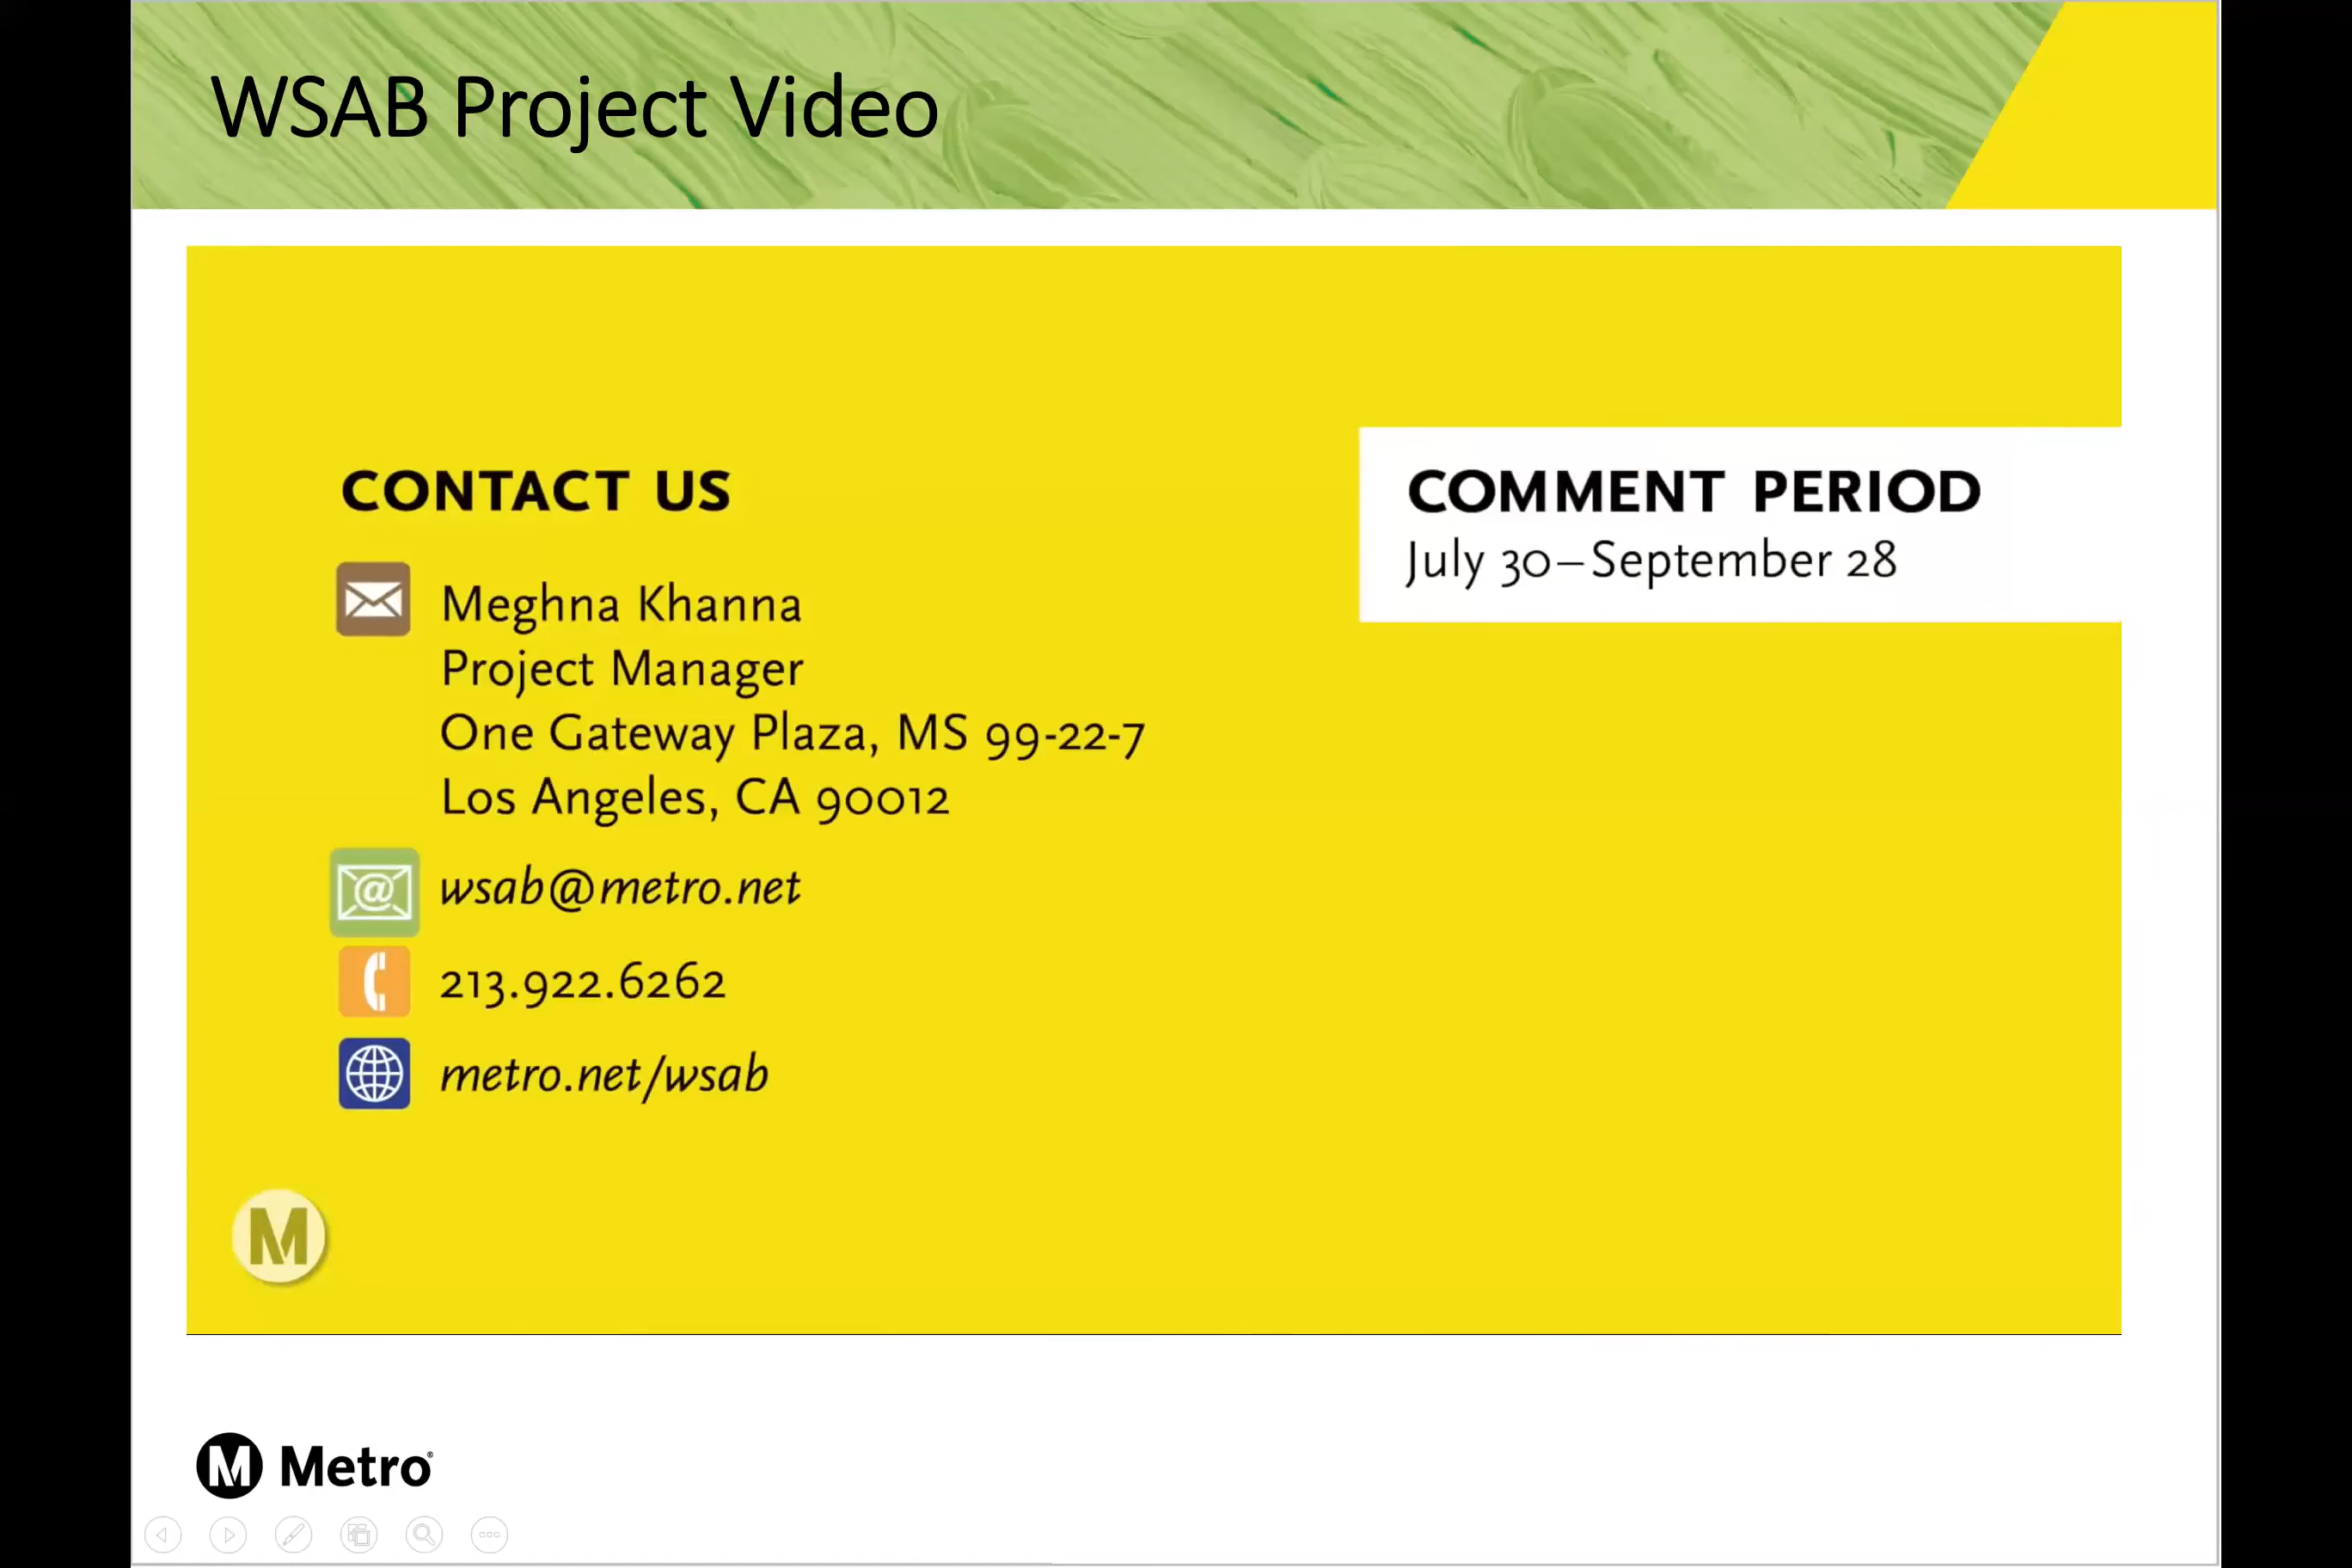 WSAB Project Video
CONTACT US
Meghna Khanna
Project Manager
One Gateway Plaza, MS 99-22-7
Los Angeles, CA 90012
wsab@metro.net
213.922.6262
metro.net/wsab
COMMENT PERIOD
July 30–September 28
M
M Metro®